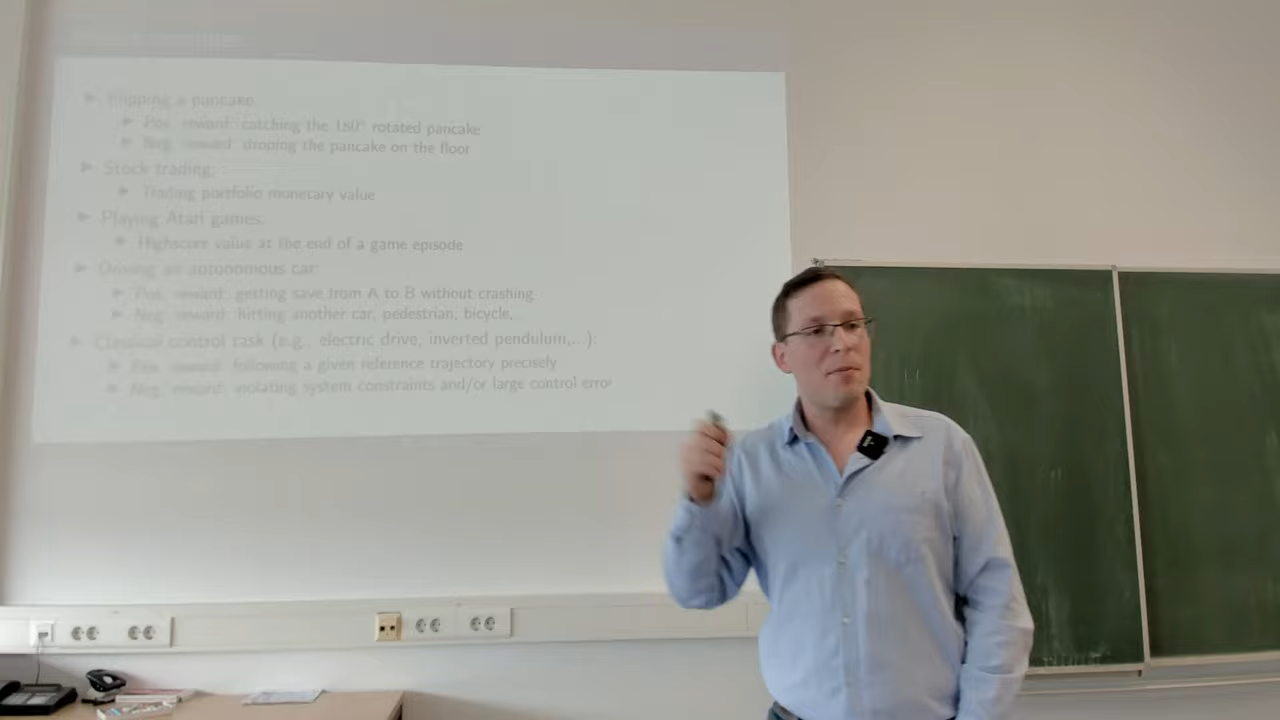 Flipping a pancake:
Pos. reward: catching the 180° rotated pancake
Neg. reward: droping the pancake on the floor
Stock trading:
Trading portfolio monetary value
Playing Atari games:
Highscore value at the end of a game episode
Driving an autonomous car:
Pos. reward: getting save from A to B without crashing
Neg. reward: hitting another car, pedestrian, bicycle,...
Classical control task (e.g., electric drive, inverted pendulum,...):
Pos. reward: following a given reference trajectory precisely
Neg. reward: violating system constraints and/or large control error